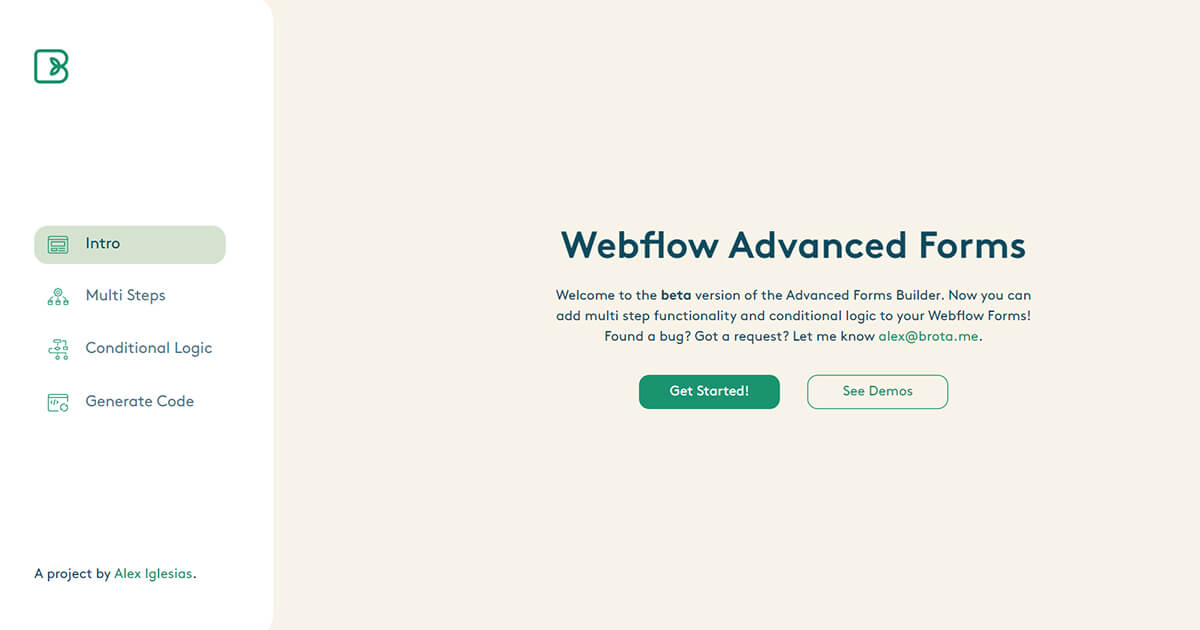 Intro
Multi Steps
Conditional Logic
Generate Code
A project by Alex Iglesias.
Webflow Advanced Forms
Welcome to the beta version of the Advanced Forms Builder. Now you can
add multi step functionality and conditional logic to your Webflow Forms!
Found a bug? Got a request? Let me know alex@brota.me.
Get Started!
See Demos